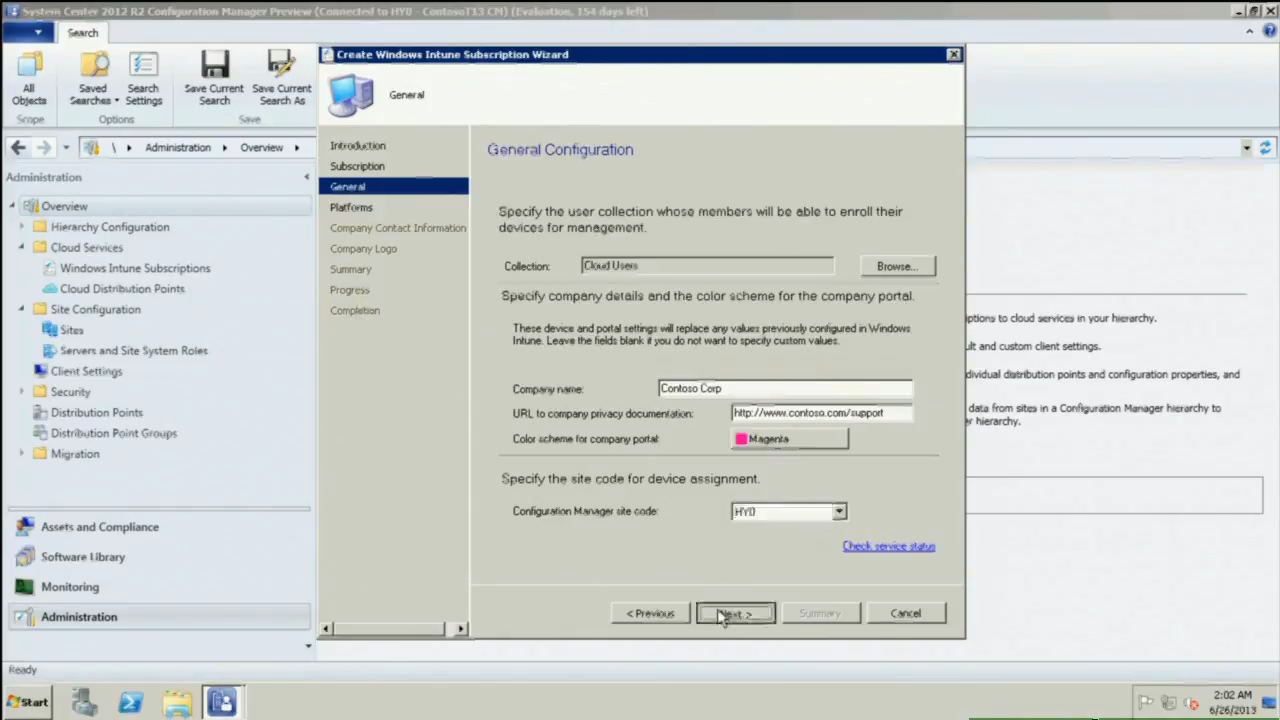 System Center 2012 R2 Configuration Manager Preview (Connected to HY0 - ContosoT13 CM) (Evaluation, 154 days left)
Search
All Objects
Saved Searches
Search Settings
Save Current Search
Save Current Search As
Scope
Options
Save
\ Administration Overview
Administration
Overview
Hierarchy Configuration
Cloud Services
Windows Intune Subscriptions
Cloud Distribution Points
Site Configuration
Sites
Servers and Site System Roles
Client Settings
Security
Distribution Points
Distribution Point Groups
Migration
Assets and Compliance
Software Library
Monitoring
Administration
Ready
Create Windows Intune Subscription Wizard
General
Introduction
Subscription
General
Platforms
Company Contact Information
Company Logo
Summary
Progress
Completion
General Configuration
Specify the user collection whose members will be able to enroll their
devices for management.
Collection: Cloud Users Browse...
Specify company details and the color scheme for the company portal.
These device and portal settings will replace any values previously configured in Windows
Intune. Leave the fields blank if you do not want to specify custom values.
Company name: Contoso Corp
URL to company privacy documentation: http://www.contoso.com/support
Color scheme for company portal: Magenta
Specify the site code for device assignment.
Configuration Manager site code: HY0
Check service status
< Previous Next > Summary Cancel
ptions to cloud services in your hierarchy.
ult and custom client settings.
dividual distribution points and configuration properties, and
data from sites in a Configuration Manager hierarchy to
r hierarchy.
Start
2:02 AM
6/26/2013